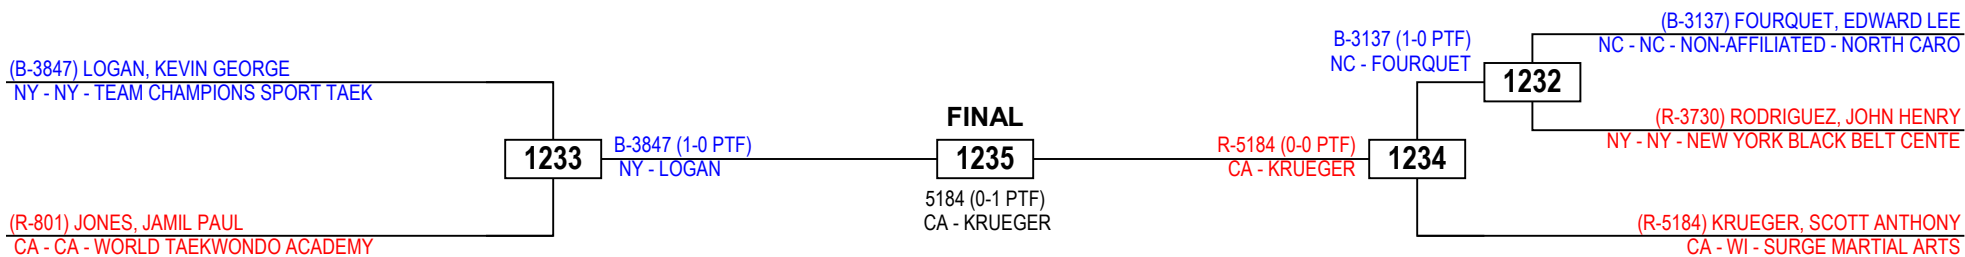 (B-3847) LOGAN, KEVIN GEORGE
NY - NY - TEAM CHAMPIONS SPORT TAEK
1233
B-3847 (1-0 PTF)
NY - LOGAN
(R-801) JONES, JAMIL PAUL
CA - CA - WORLD TAEKWONDO ACADEMY
FINAL
1235
5184 (0-1 PTF)
CA - KRUEGER
R-5184 (0-0 PTF)
CA - KRUEGER
1234
B-3137 (1-0 PTF)
NC - FOURQUET
1232
(B-3137) FOURQUET, EDWARD LEE
NC - NC - NON-AFFILIATED - NORTH CARO
(R-3730) RODRIGUEZ, JOHN HENRY
NY - NY - NEW YORK BLACK BELT CENTE
(R-5184) KRUEGER, SCOTT ANTHONY
CA - WI - SURGE MARTIAL ARTS